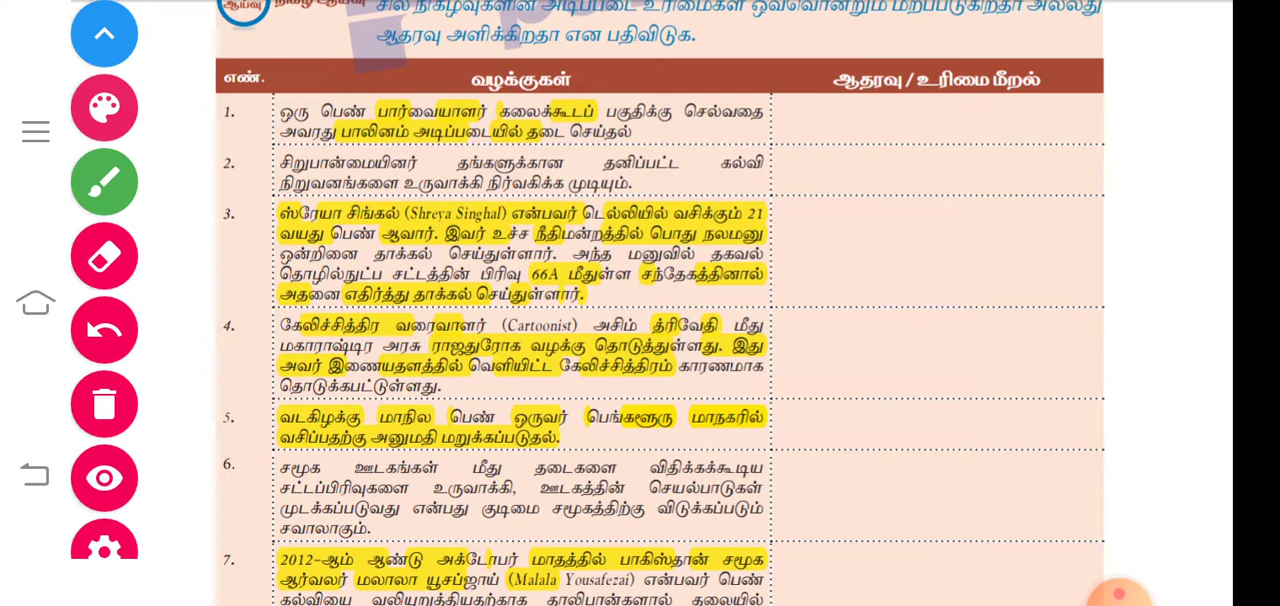 ஆய்வு
நிகழ் ஆய்வு
சில நிகழ்வுகளின் அடிப்படை உரிமைகள் ஒவ்வொன்றும் மறுக்கப்படுகிறதா அல்லது
ஆதரவு அளிக்கிறதா என பதிவிடுக.
எண். வழக்குகள் ஆதரவு / உரிமை மீறல்
1. ஒரு பெண் பார்வையாளர் கலைக்கூடப் பகுதிக்கு செல்வதை
அவரது பாலினம் அடிப்படையில் தடை செய்தல்
2. சிறுபான்மையினர் தங்களுக்கான தனிப்பட்ட கல்வி
நிறுவனங்களை உருவாக்கி நிர்வகிக்க முடியும்.
3. ஸ்ரேயா சிங்கல் (Shreya Singhal) என்பவர் டெல்லியில் வசிக்கும் 21
வயது பெண் ஆவார். இவர் உச்ச நீதிமன்றத்தில் பொது நலமனு
ஒன்றினை தாக்கல் செய்துள்ளார். அந்த மனுவில் தகவல்
தொழில்நுட்ப சட்டத்தின் பிரிவு 66A மீதுள்ள சந்தேகத்தினால்
அதனை எதிர்த்து தாக்கல் செய்துள்ளார்.
4. கேலிச்சித்திர வரைவாளர் (Cartoonist) அசிம் த்ரிவேதி மீது
மகாராஷ்டிர அரசு ராஜதுரோக வழக்கு தொடுத்துள்ளது. இது
அவர் இணையதளத்தில் வெளியிட்ட கேலிச்சித்திரம் காரணமாக
தொடுக்கபட்டுள்ளது.
5. வடகிழக்கு மாநில பெண் ஒருவர் பெங்களூரு மாநகரில்
வசிப்பதற்கு அனுமதி மறுக்கப்படுதல்.
6. சமூக ஊடகங்கள் மீது தடைகளை விதிக்கக்கூடிய
சட்டப்பிரிவுகளை உருவாக்கி, ஊடகத்தின் செயல்பாடுகள்
முடக்கப்படுவது என்பது குடிமை சமூகத்திற்கு விடுக்கப்படும்
சவாலாகும்.
7. 2012-ஆம் ஆண்டு அக்டோபர் மாதத்தில் பாகிஸ்தான் சமூக
ஆர்வலர் மலாலா யூசப்ஜாய் (Malala Yousafezai) என்பவர் பெண்
கல்வியை வலியுறுத்தியதற்காக தாலிபான்களால் தலையில்